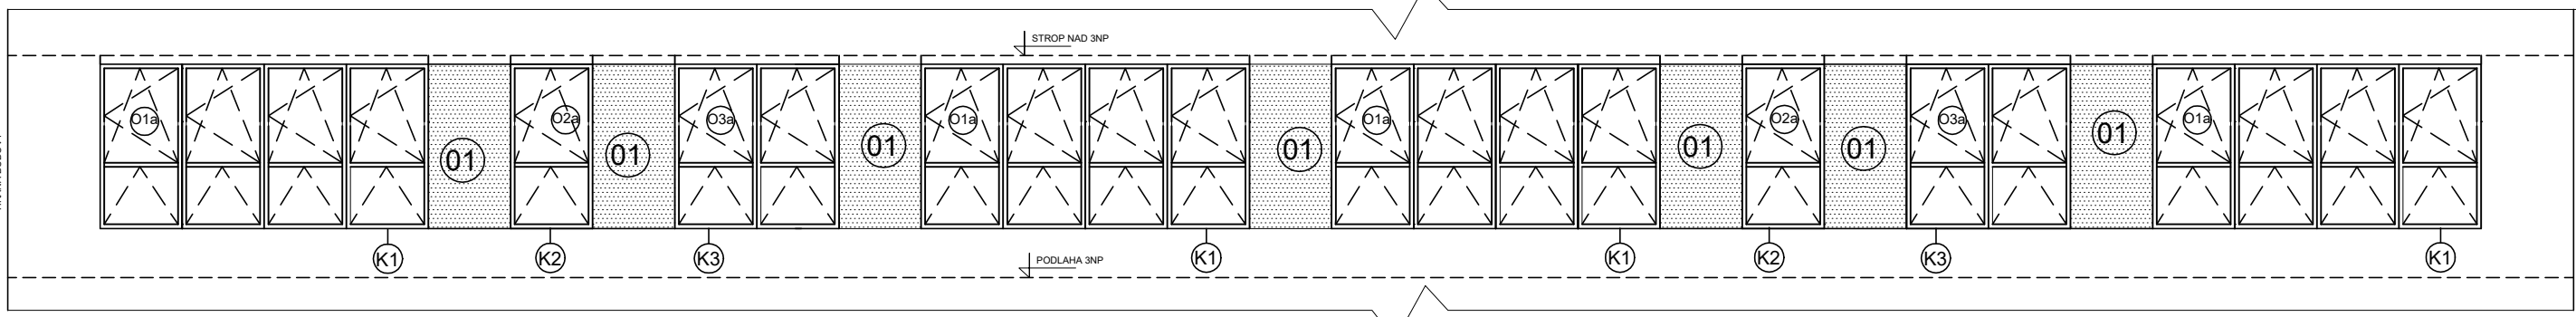 STROP NAD 3NP
O1a
O2a
O3a
O1a
O1a
O2a
O3a
O1a
01
01
01
01
01
01
01
K1
K2
K3
K1
K1
K2
K3
K1
PODLAHA 3NP